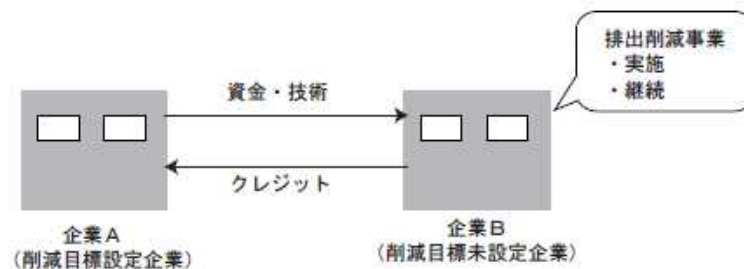 排出削減事業
・実施
・継続
資金・技術
クレジット
企業A
(削減目標設定企業)
企業B
(削減目標未設定企業)